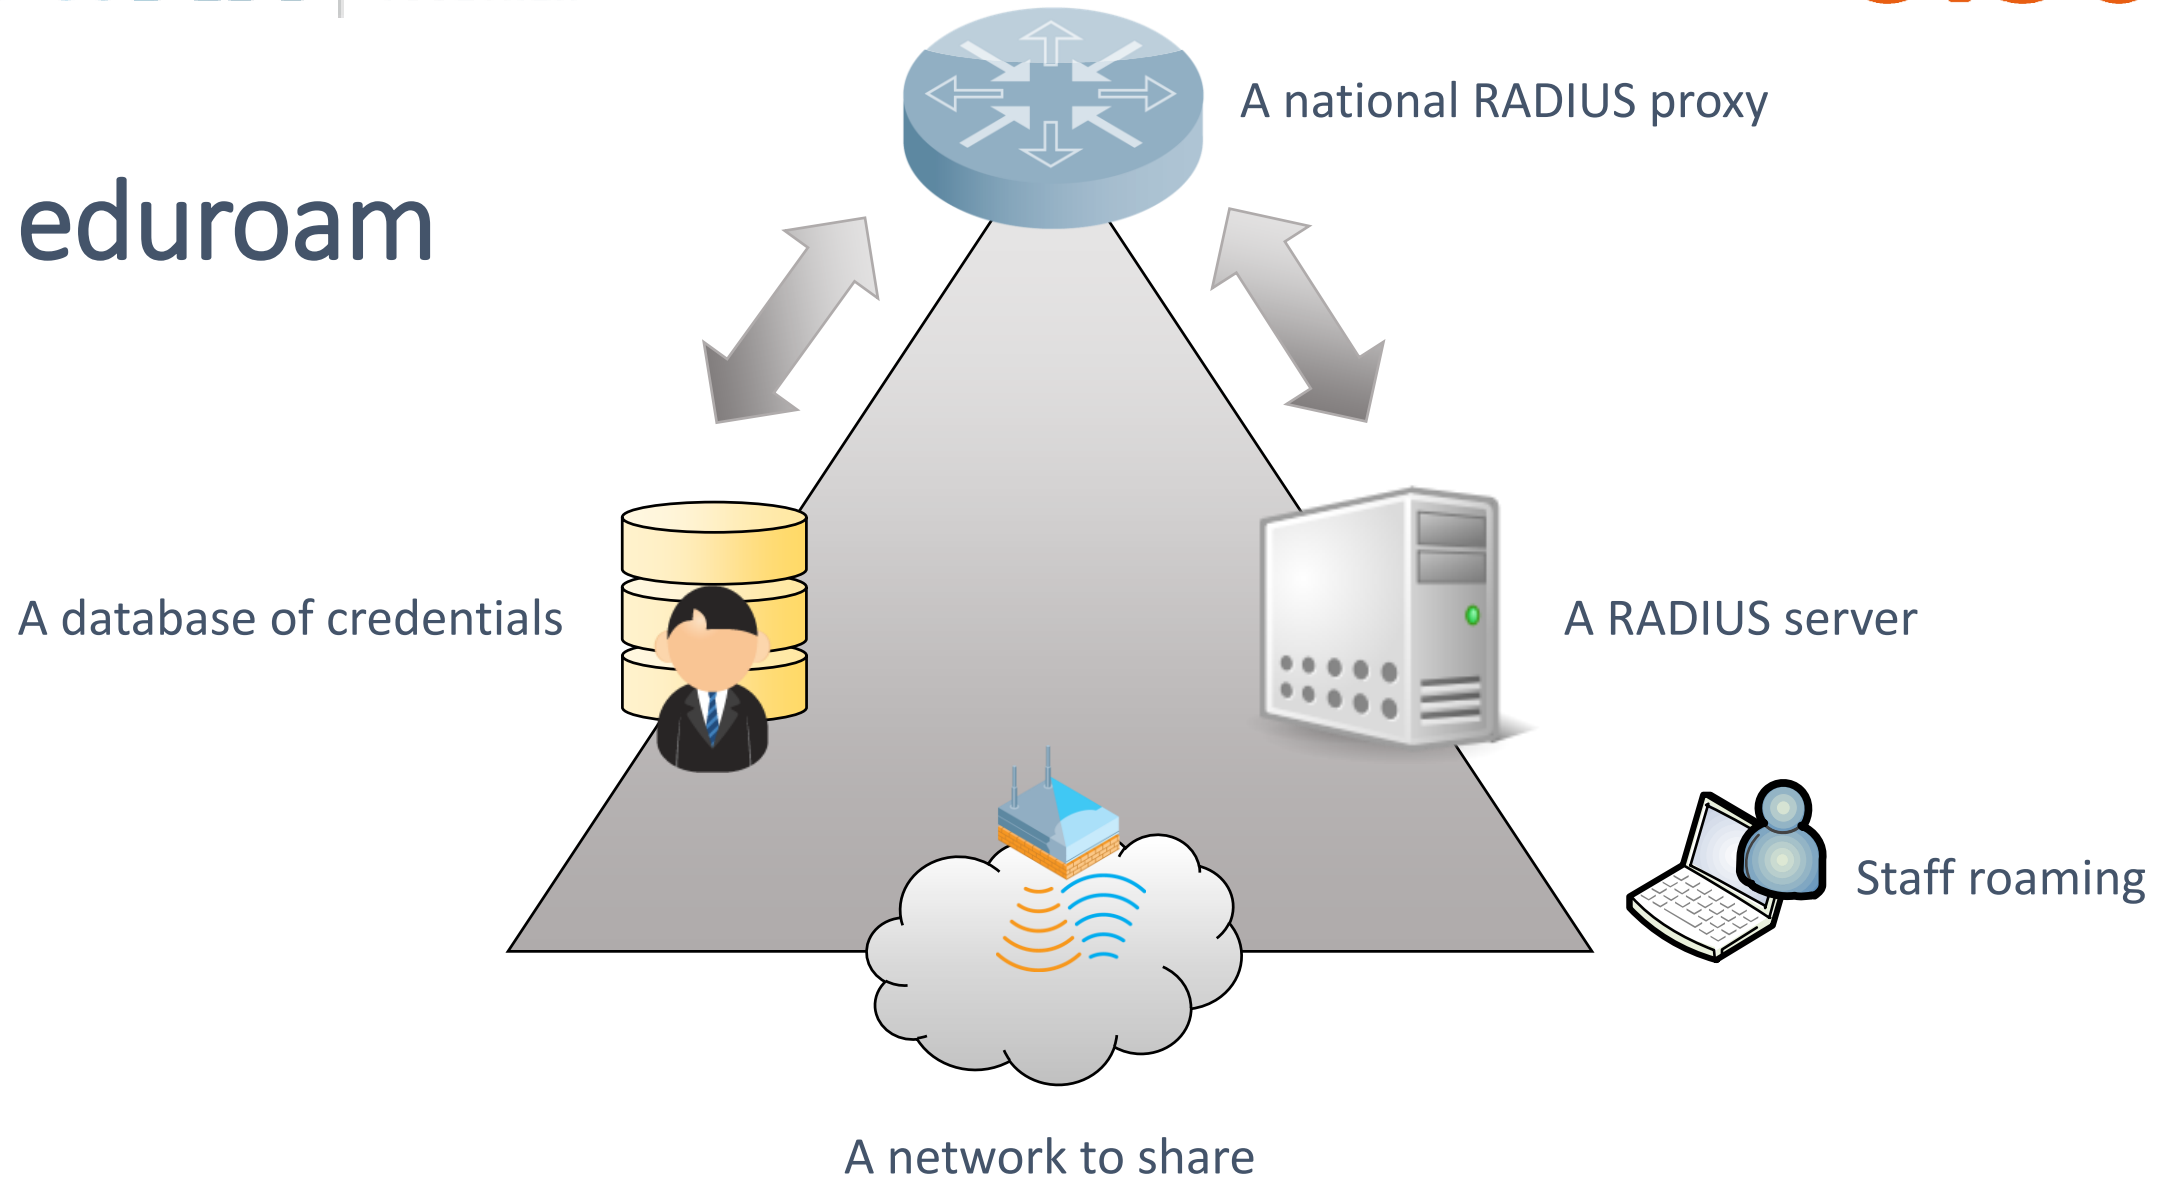 A national RADIUS proxy
eduroam
A database of credentials
A RADIUS server
Staff roaming
A network to share